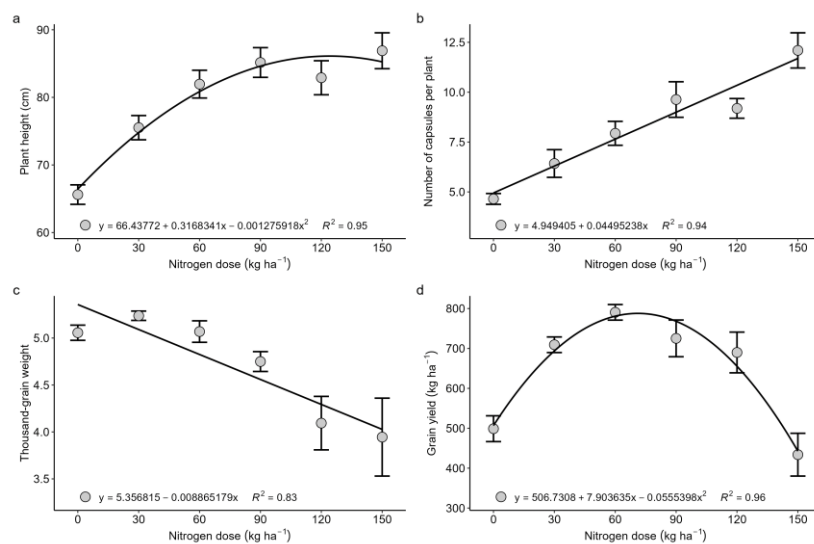 a
Plant height (cm)
90
80
70
60
y = 66.43772 + 0.3168341x − 0.001275918x² R² = 0.95
0 30 60 90 120 150
Nitrogen dose (kg ha⁻¹)
b
Number of capsules per plant
12.5
10.0
7.5
5.0
y = 4.949405 + 0.04495238x R² = 0.94
0 30 60 90 120 150
Nitrogen dose (kg ha⁻¹)
c
Thousand-grain weight
5.0
4.5
4.0
3.5
y = 5.356815 − 0.008865179x R² = 0.83
0 30 60 90 120 150
Nitrogen dose (kg ha⁻¹)
d
Grain yield (kg ha⁻¹)
800
700
600
500
400
300
y = 506.7308 + 7.903635x − 0.0555398x² R² = 0.96
0 30 60 90 120 150
Nitrogen dose (kg ha⁻¹)